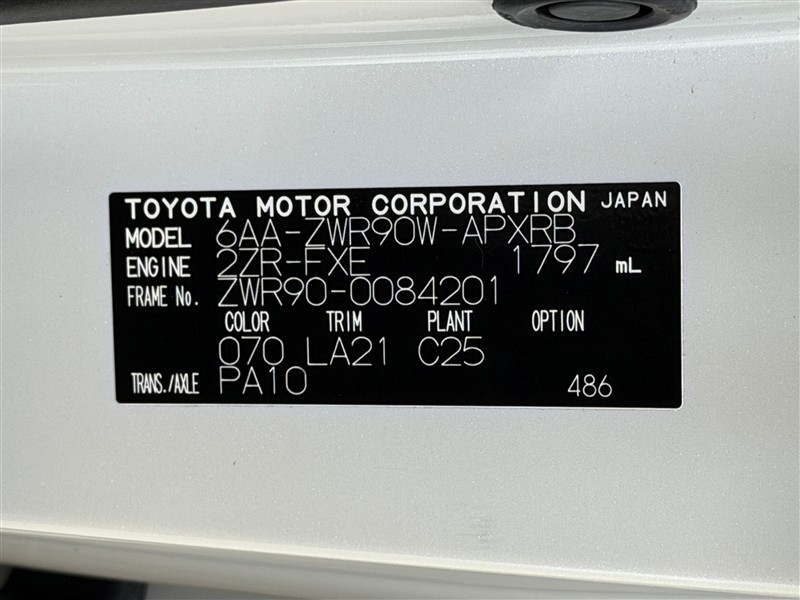 TOYOTA MOTOR CORPORATION JAPAN
MODEL 6AA-ZWR90W-APXRB
ENGINE 2ZR-FXE 1797 mL
FRAME No. ZWR90-0084201
COLOR TRIM PLANT OPTION
070 LA21 C25
TRANS./AXLE PA10 486